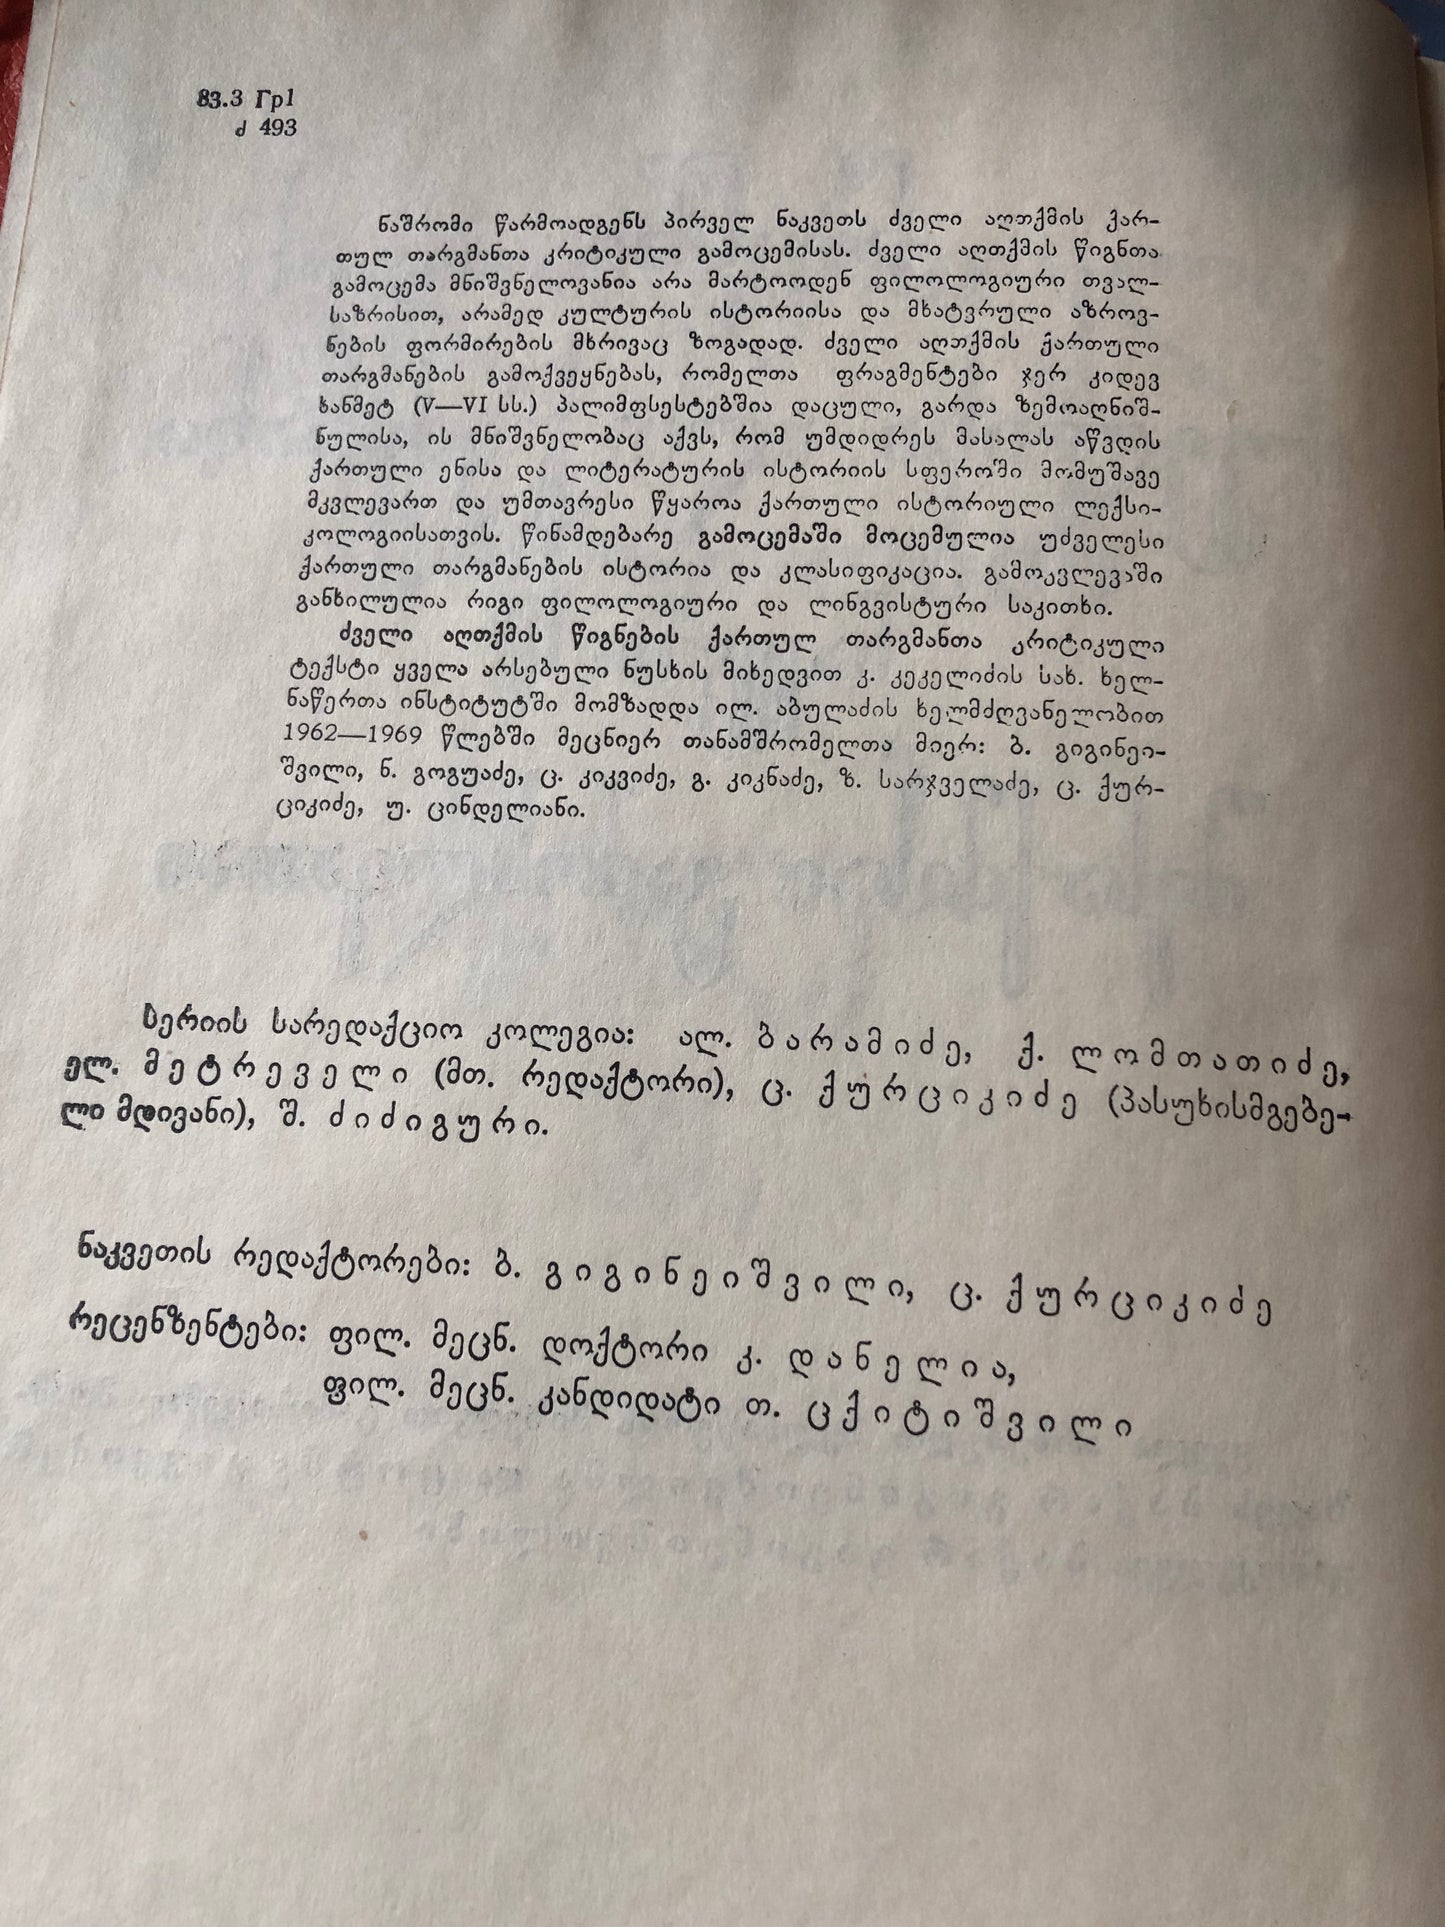 83.3 Гр1
ძ 493
ნაშრომი წარმოადგენს პირველ ნაკვეთს ძველი აღთქმის ქარ-
თულ თარგმანთა კრიტიკული გამოცემისას. ძველი აღთქმის წიგნთა
გამოცემა მნიშვნელოვანია არა მარტოოდენ ფილოლოგიური თვალ-
საზრისით, არამედ კულტურის ისტორიისა და მხატვრული აზროვ-
ნების ფორმირების მხრივაც ზოგადად. ძველი აღთქმის ქართული
თარგმანების გამოქვეყნებას, რომელთა ფრაგმენტები ჯერ კიდევ
ხანმეტ (V—VI სს.) პალიმფსესტებშია დაცული, გარდა ზემოაღნიშ-
ნულისა, ის მნიშვნელობაც აქვს, რომ უმდიდრეს მასალას აწვდის
ქართული ენისა და ლიტერატურის ისტორიის სფეროში მომუშავე
მკვლევართ და უმთავრესი წყაროა ქართული ისტორიული ლექსი-
კოლოგიისათვის. წინამდებარე გამოცემაში მოცემულია უძველესი
ქართული თარგმანების ისტორია და კლასიფიკაცია. გამოკვლევაში
განხილულია რიგი ფილოლოგიური და ლინგვისტური საკითხი.
ძველი აღთქმის წიგნების ქართულ თარგმანთა კრიტიკული
ტექსტი ყველა არსებული ნუსხის მიხედვით კ. კეკელიძის სახ. ხელ-
ნაწერთა ინსტიტუტში მომზადდა ილ. აბულაძის ხელმძღვანელობით
1962—1969 წლებში მეცნიერ თანამშრომელთა მიერ: ბ. გიგინეი-
შვილი, ნ. გოგუაძე, ც. კიკვიძე, გ. კიკნაძე, ზ. სარჯველაძე, ც. ქურ-
ციკიძე, უ. ცინდელიანი.
სერიის სარედაქციო კოლეგია: ალ. ბარამიძე, ქ. ლომთათიძე,
ელ. მეტრეველი (მთ. რედაქტორი), ც. ქურციკიძე (პასუხისმგებე-
ლი მდივანი), შ. ძიძიგური.
ნაკვეთის რედაქტორები: ბ. გიგინეიშვილი, ც. ქურციკიძე
რეცენზენტები: ფილ. მეცნ. დოქტორი კ. დანელია,
ფილ. მეცნ. კანდიდატი თ. ცქიტიშვილი